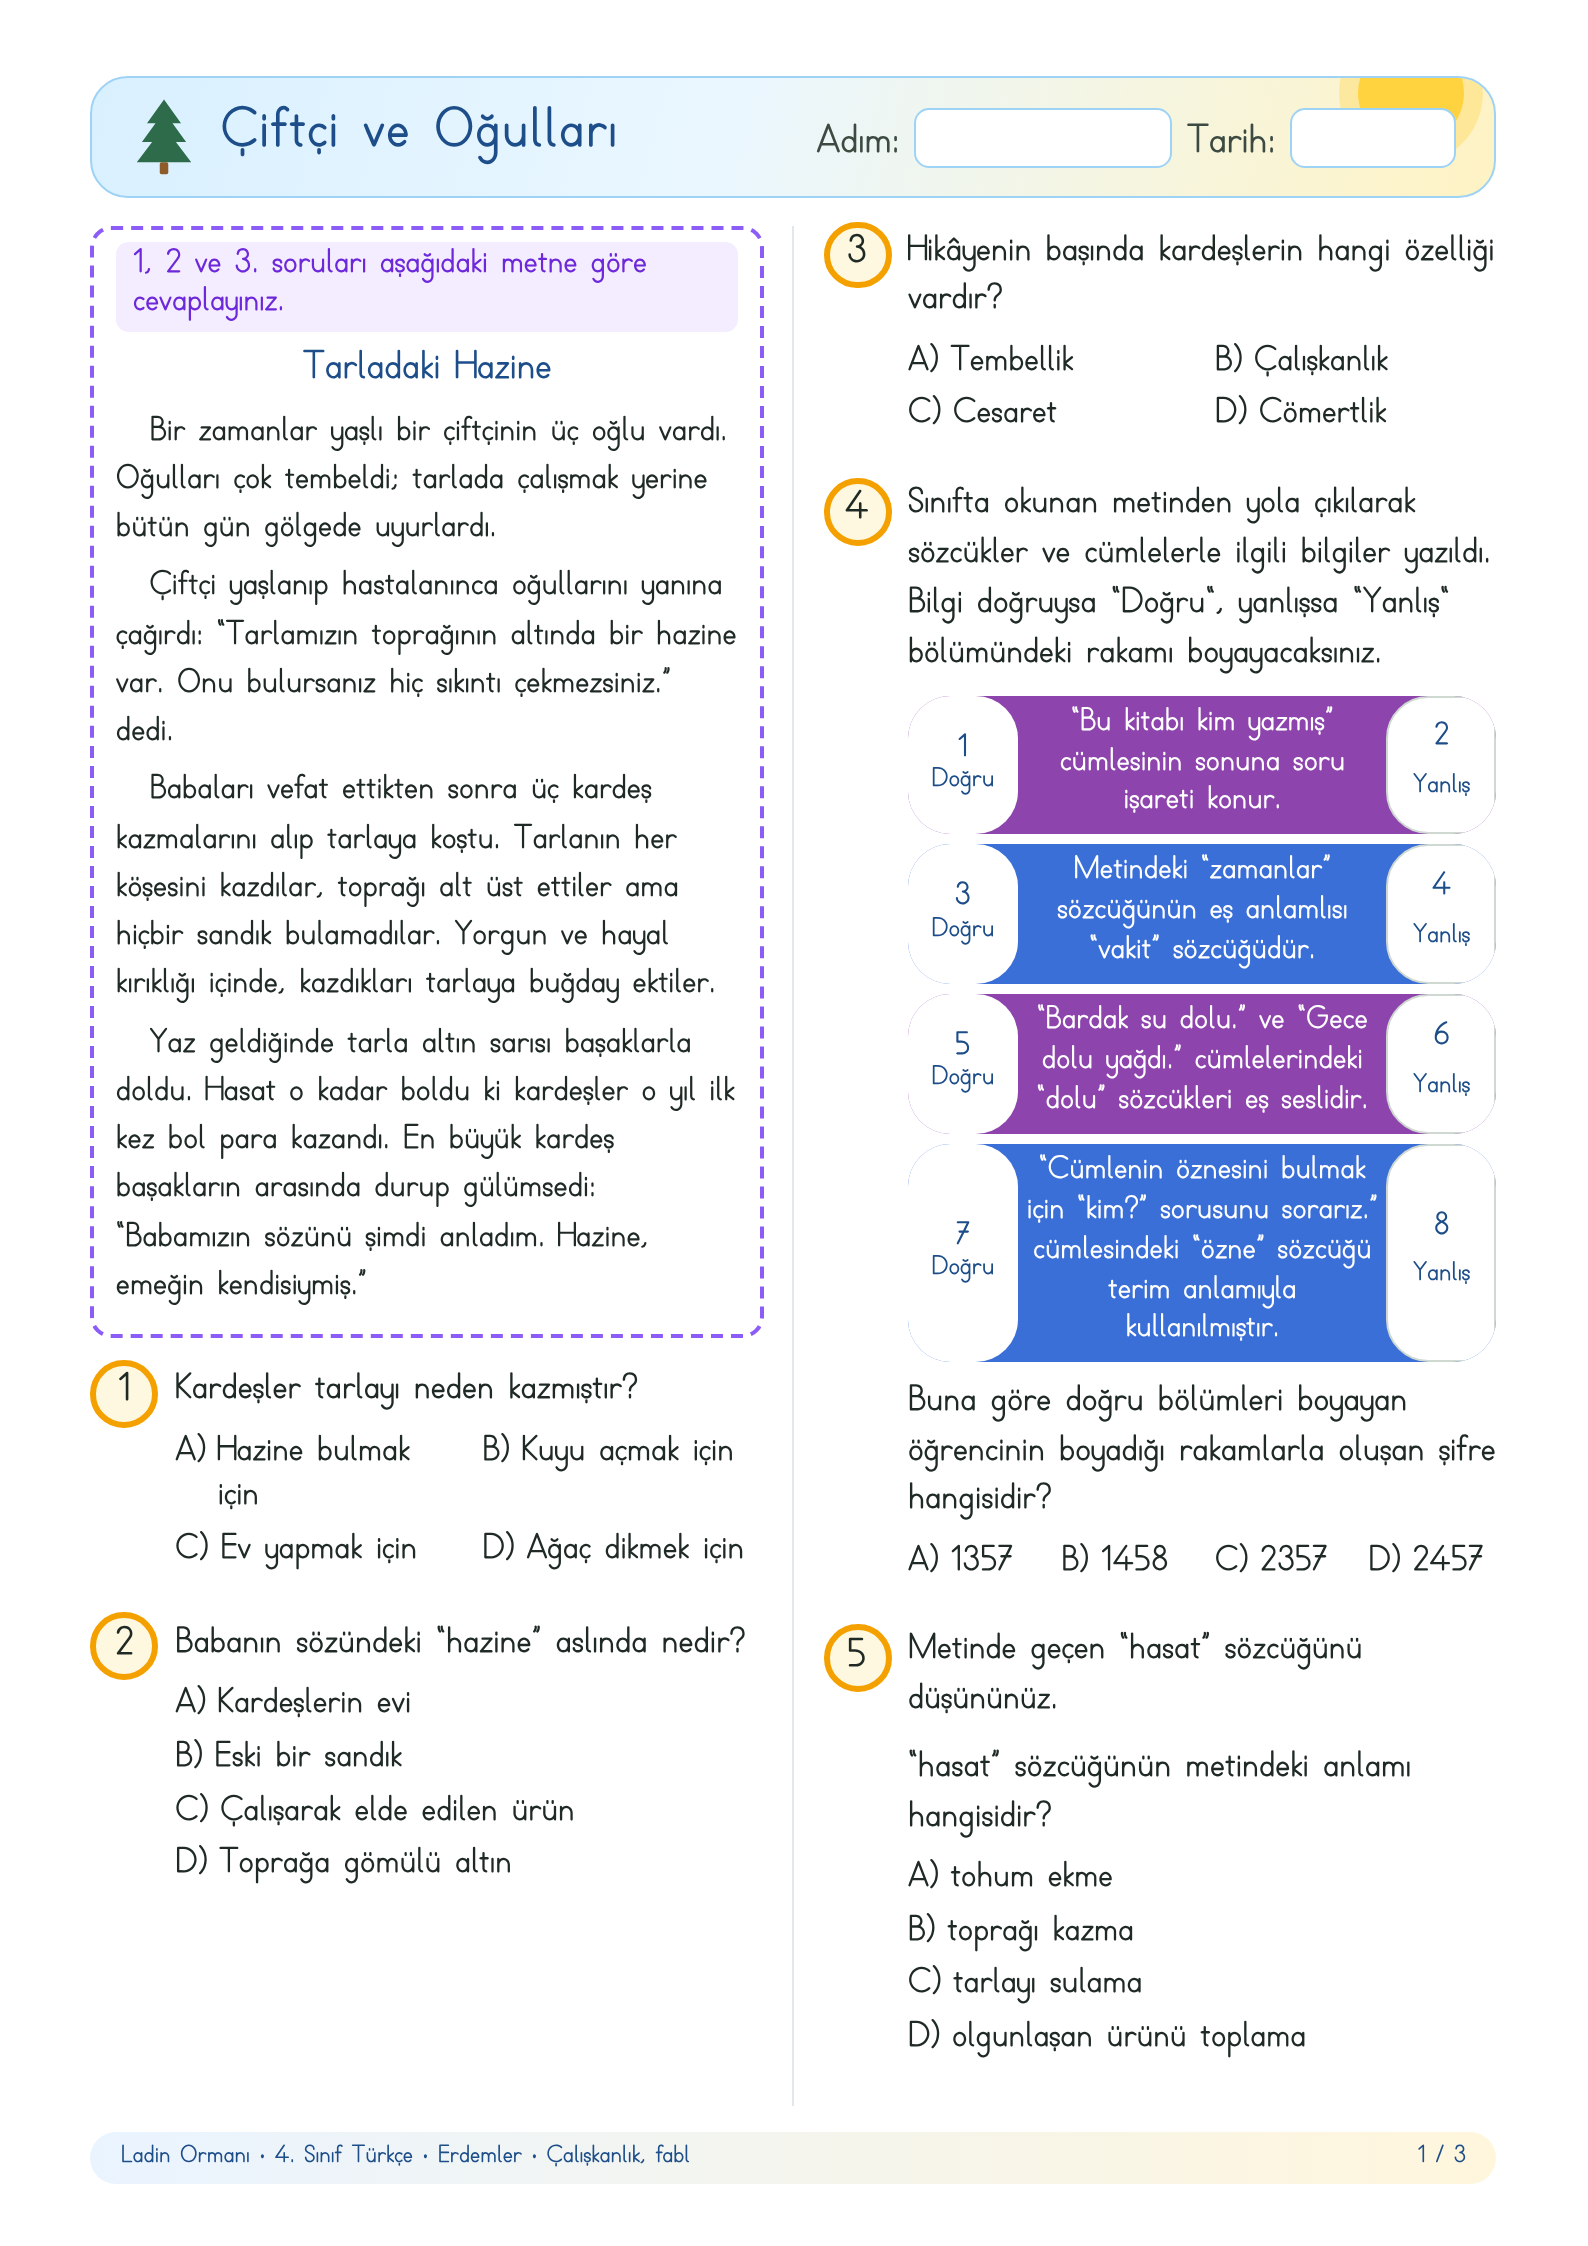 Çiftçi ve Oğulları
Adım:
Tarih:
1, 2 ve 3. soruları aşağıdaki metne göre
cevaplayınız.
Tarladaki Hazine
Bir zamanlar yaşlı bir çiftçinin üç oğlu vardı.
Oğulları çok tembeldi; tarlada çalışmak yerine
bütün gün gölgede uyurlardı.
Çiftçi yaşlanıp hastalanınca oğullarını yanına
çağırdı: “Tarlamızın toprağının altında bir hazine
var. Onu bulursanız hiç sıkıntı çekmezsiniz.”
dedi.
Babaları vefat ettikten sonra üç kardeş
kazmalarını alıp tarlaya koştu. Tarlanın her
köşesini kazdılar, toprağı alt üst ettiler ama
hiçbir sandık bulamadılar. Yorgun ve hayal
kırıklığı içinde, kazdıkları tarlaya buğday ektiler.
Yaz geldiğinde tarla altın sarısı başaklarla
doldu. Hasat o kadar boldu ki kardeşler o yıl ilk
kez bol para kazandı. En büyük kardeş
başakların arasında durup gülümsedi:
“Babamızın sözünü şimdi anladım. Hazine,
emeğin kendisiymiş.”
1
Kardeşler tarlayı neden kazmıştır?
A) Hazine bulmak
için
B) Kuyu açmak için
C) Ev yapmak için
D) Ağaç dikmek için
2
Babanın sözündeki “hazine” aslında nedir?
A) Kardeşlerin evi
B) Eski bir sandık
C) Çalışarak elde edilen ürün
D) Toprağa gömülü altın
3
Hikâyenin başında kardeşlerin hangi özelliği
vardır?
A) Tembellik
B) Çalışkanlık
C) Cesaret
D) Cömertlik
4
Sınıfta okunan metinden yola çıkılarak
sözcükler ve cümlelerle ilgili bilgiler yazıldı.
Bilgi doğruysa “Doğru“, yanlışsa “Yanlış“
bölümündeki rakamı boyayacaksınız.
1
Doğru
“Bu kitabı kim yazmış”
cümlesinin sonuna soru
işareti konur.
2
Yanlış
3
Doğru
Metindeki “zamanlar”
sözcüğünün eş anlamlısı
“vakit” sözcüğüdür.
4
Yanlış
5
Doğru
“Bardak su dolu.” ve “Gece
dolu yağdı.” cümlelerindeki
“dolu” sözcükleri eş seslidir.
6
Yanlış
7
Doğru
“Cümlenin öznesini bulmak
için “kim?” sorusunu sorarız.”
cümlesindeki “özne” sözcüğü
terim anlamıyla
kullanılmıştır.
8
Yanlış
Buna göre doğru bölümleri boyayan
öğrencinin boyadığı rakamlarla oluşan şifre
hangisidir?
A) 1357
B) 1458
C) 2357
D) 2457
5
Metinde geçen “hasat” sözcüğünü
düşününüz.
“hasat” sözcüğünün metindeki anlamı
hangisidir?
A) tohum ekme
B) toprağı kazma
C) tarlayı sulama
D) olgunlaşan ürünü toplama
Ladin Ormanı • 4. Sınıf Türkçe • Erdemler • Çalışkanlık, fabl
1 / 3